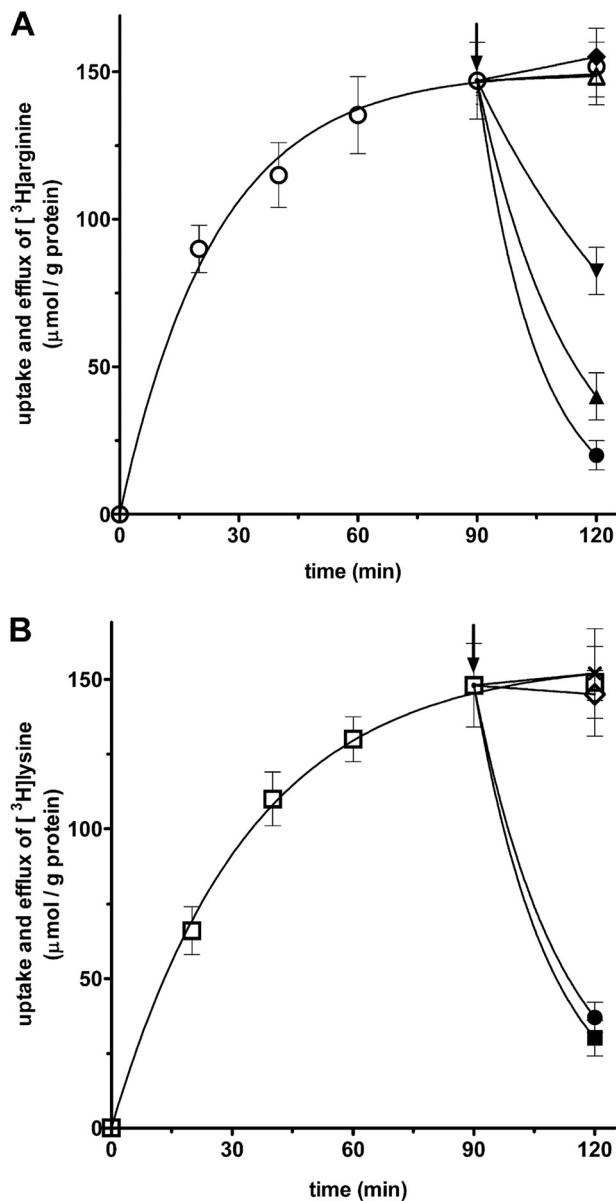 A
150
100
50
0
uptake and efflux of [³H]arginine
(μmol / g protein)
0 30 60 90 120
time (min)
B
150
100
50
0
uptake and efflux of [³H]lysine
(μmol / g protein)
0 30 60 90 120
time (min)